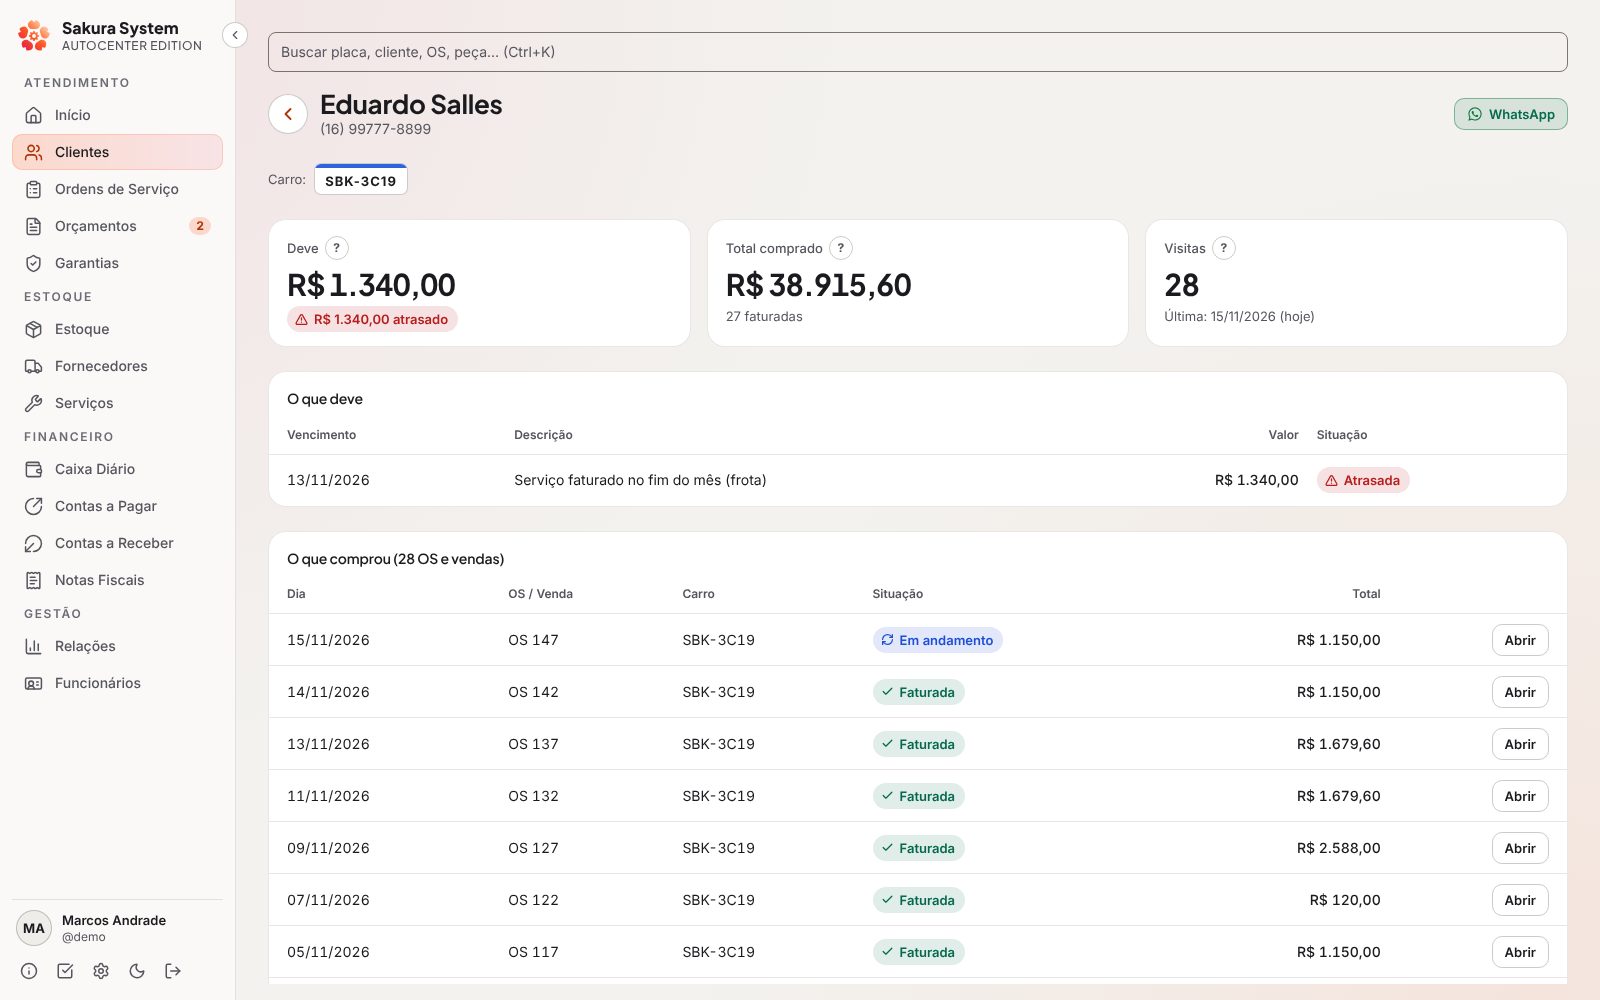 Sakura System
AUTOCENTER EDITION
ATENDIMENTO
Início
Clientes
Ordens de Serviço
Orçamentos 2
Garantias
ESTOQUE
Estoque
Fornecedores
Serviços
FINANCEIRO
Caixa Diário
Contas a Pagar
Contas a Receber
Notas Fiscais
GESTÃO
Relações
Funcionários
MA
Marcos Andrade
@demo
Buscar placa, cliente, OS, peça... (Ctrl+K)
Eduardo Salles
(16) 99777-8899
WhatsApp
Carro: SBK-3C19
Deve ?
R$ 1.340,00
R$ 1.340,00 atrasado
Total comprado ?
R$ 38.915,60
27 faturadas
Visitas ?
28
Última: 15/11/2026 (hoje)
O que deve
Vencimento Descrição Valor Situação
13/11/2026 Serviço faturado no fim do mês (frota) R$ 1.340,00 Atrasada
O que comprou (28 OS e vendas)
Dia OS / Venda Carro Situação Total
15/11/2026 OS 147 SBK-3C19 Em andamento R$ 1.150,00 Abrir
14/11/2026 OS 142 SBK-3C19 Faturada R$ 1.150,00 Abrir
13/11/2026 OS 137 SBK-3C19 Faturada R$ 1.679,60 Abrir
11/11/2026 OS 132 SBK-3C19 Faturada R$ 1.679,60 Abrir
09/11/2026 OS 127 SBK-3C19 Faturada R$ 2.588,00 Abrir
07/11/2026 OS 122 SBK-3C19 Faturada R$ 120,00 Abrir
05/11/2026 OS 117 SBK-3C19 Faturada R$ 1.150,00 Abrir